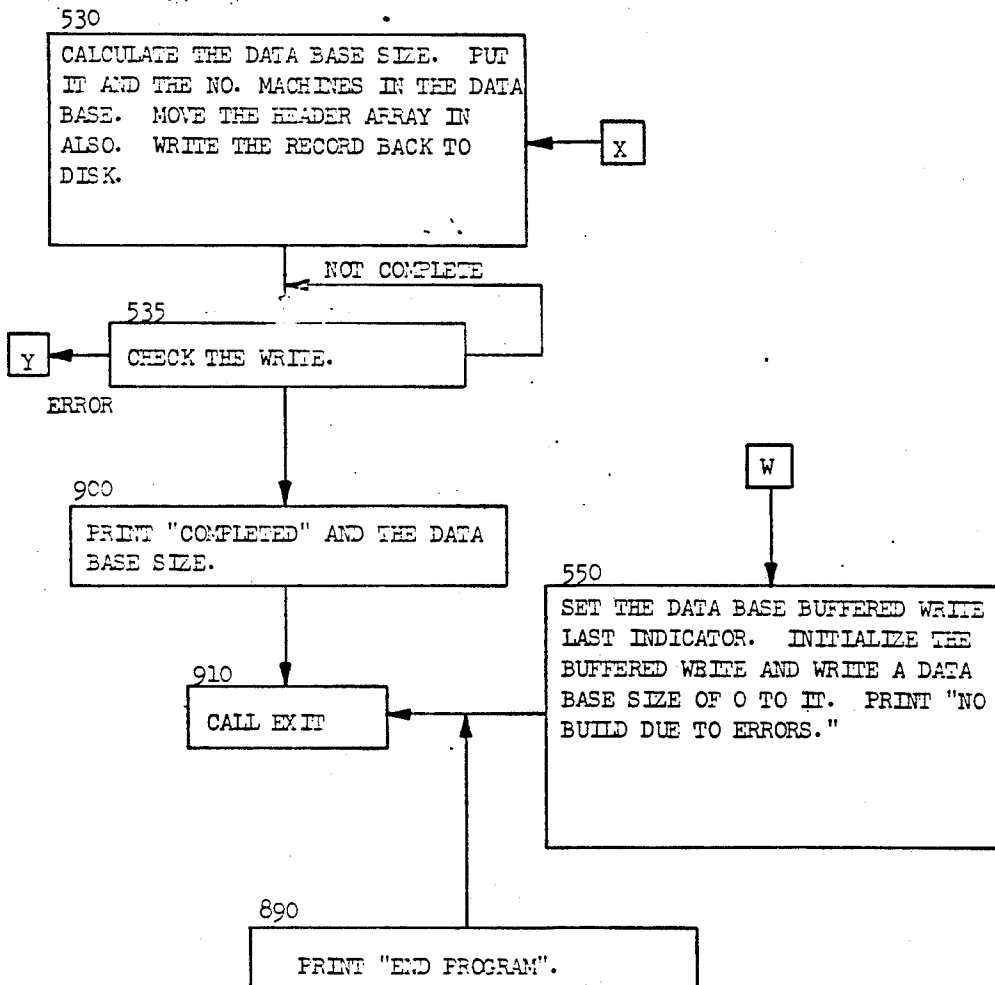 530
CALCULATE THE DATA BASE SIZE. PUT
IT AND THE NO. MACHINES IN THE DATA
BASE. MOVE THE HEADER ARRAY IN
ALSO. WRITE THE RECORD BACK TO
DISK.
X
NOT COMPLETE
535
CHECK THE WRITE.
Y
ERROR
W
900
PRINT "COMPLETED" AND THE DATA
BASE SIZE.
550
SET THE DATA BASE BUFFERED WRITE
LAST INDICATOR. INITIALIZE THE
BUFFERED WRITE AND WRITE A DATA
BASE SIZE OF O TO IT. PRINT "NO
BUILD DUE TO ERRORS."
910
CALL EXIT
890
PRINT "END PROGRAM".